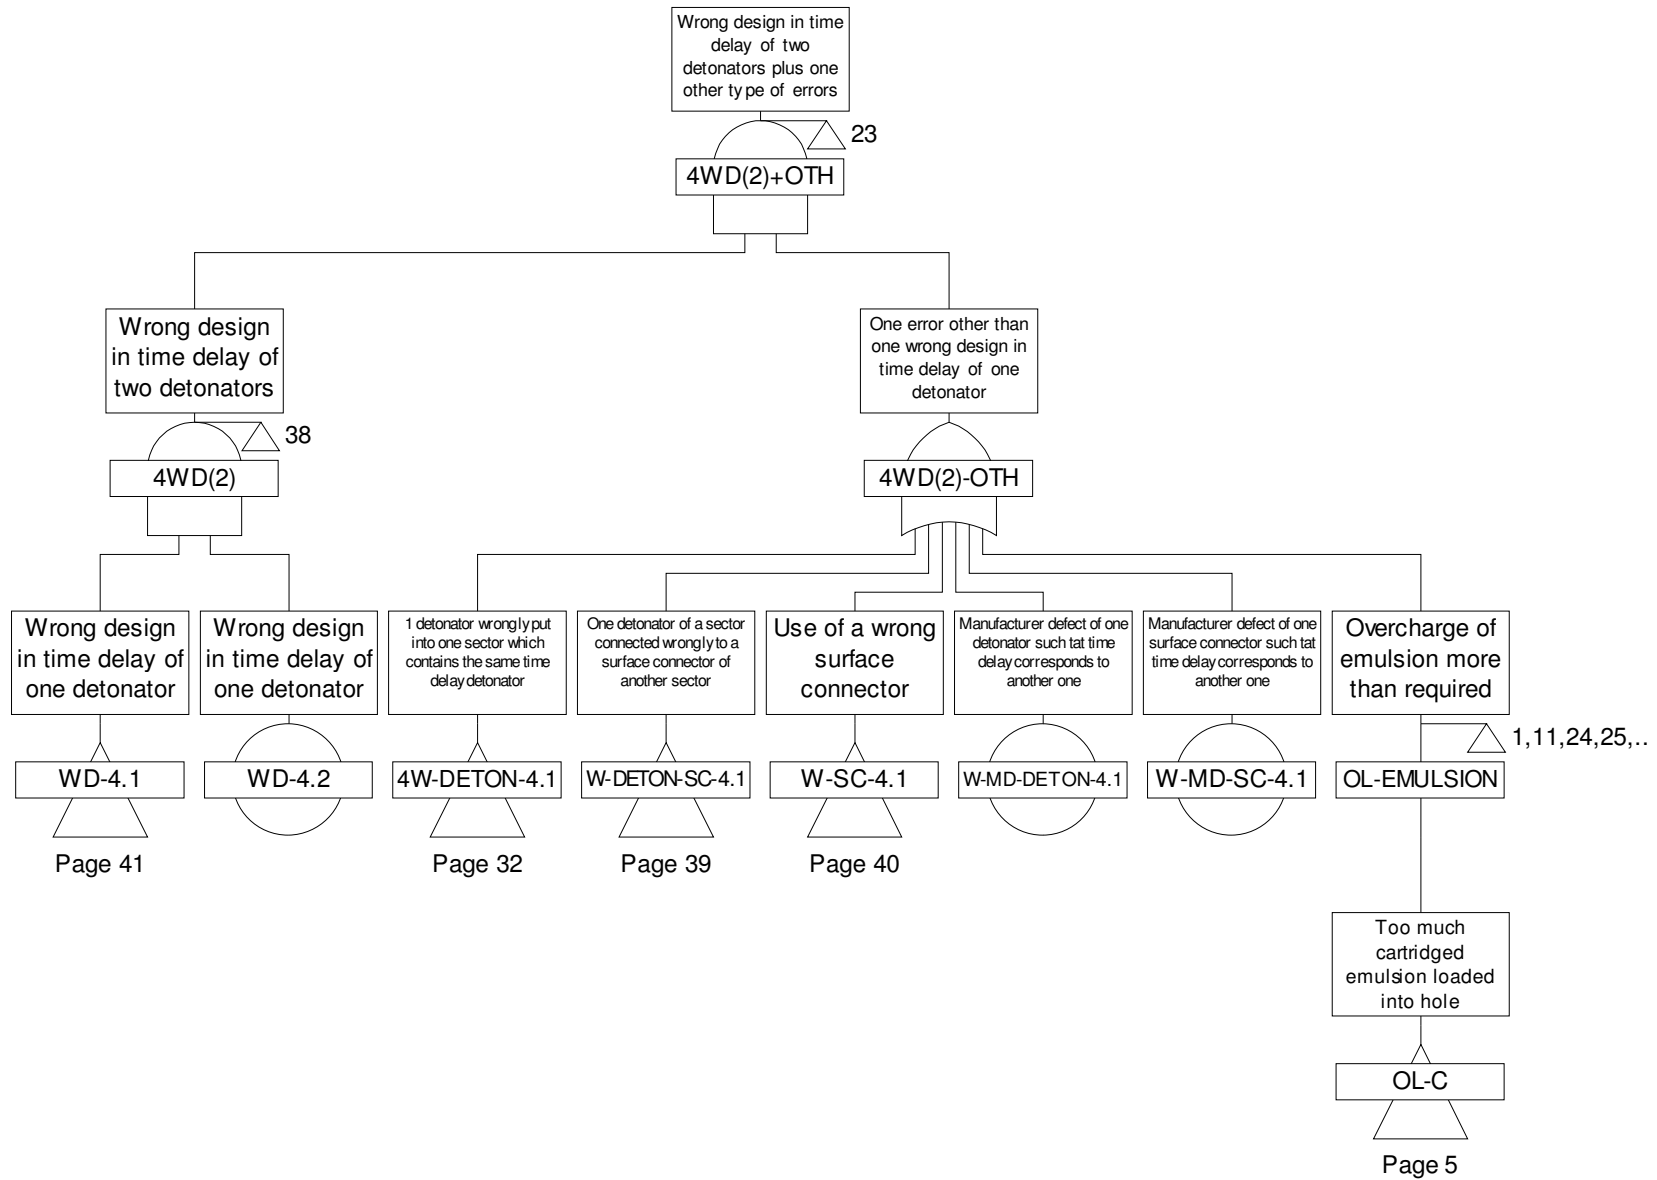 Wrong design in time
delay of two
detonators plus one
other type of errors
23
4WD(2)+OTH
Wrong design
in time delay of
two detonators
38
4WD(2)
One error other than
one wrong design in
time delay of one
detonator
4WD(2)-OTH
Wrong design
in time delay of
one detonator
WD-4.1
Page 41
Wrong design
in time delay of
one detonator
WD-4.2
1 detonator wrongly put
into one sector which
contains the same time
delay detonator
4W-DETON-4.1
Page 32
One detonator of a sector
connected wrongly to a
surface connector of
another sector
W-DETON-SC-4.1
Page 39
Use of a wrong
surface
connector
W-SC-4.1
Page 40
Manufacturer defect of one
detonator such tat time
delay corresponds to
another one
W-MD-DETON-4.1
Manufacturer defect of one
surface connector such tat
time delay corresponds to
another one
W-MD-SC-4.1
Overcharge of
emulsion more
than required
1,11,24,25,..
OL-EMULSION
Too much
cartridged
emulsion loaded
into hole
OL-C
Page 5